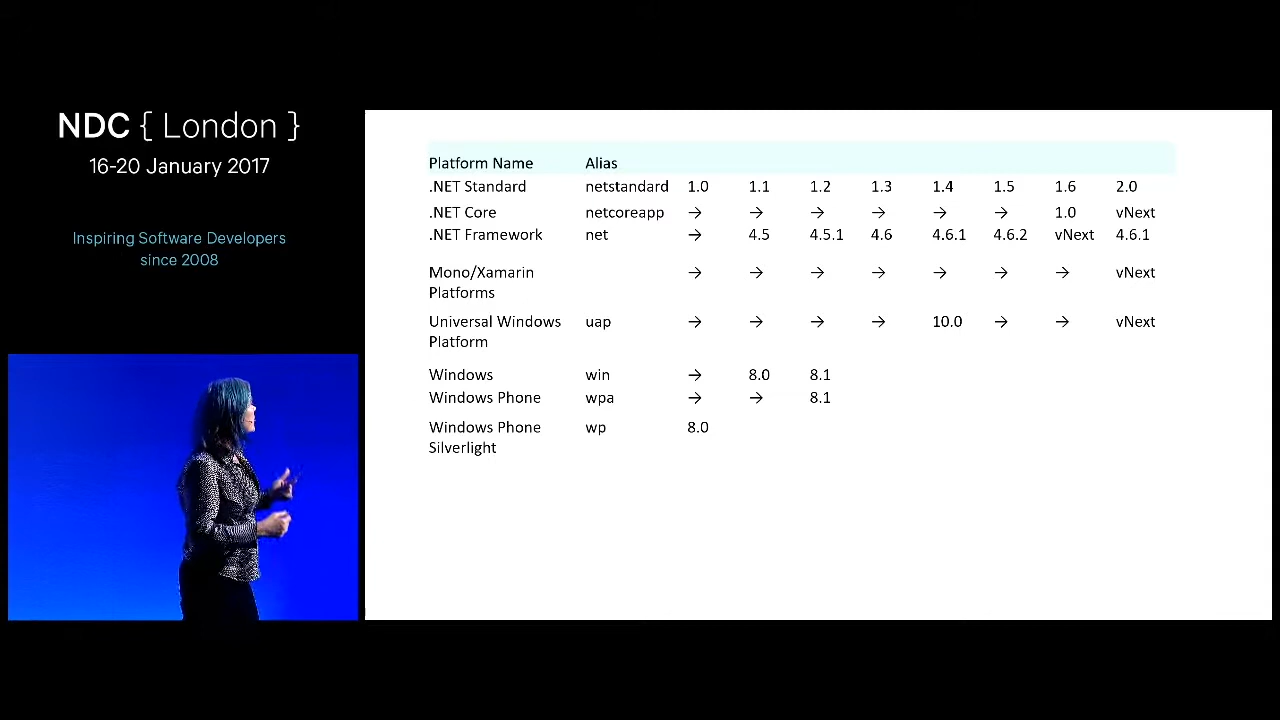 NDC { London }
16-20 January 2017
Inspiring Software Developers
since 2008
Platform Name Alias
.NET Standard netstandard 1.0 1.1 1.2 1.3 1.4 1.5 1.6 2.0
.NET Core netcoreapp → → → → → → 1.0 vNext
.NET Framework net → 4.5 4.5.1 4.6 4.6.1 4.6.2 vNext 4.6.1
Mono/Xamarin
Platforms → → → → → → → vNext
Universal Windows
Platform uap → → → → 10.0 → → vNext
Windows win → 8.0 8.1
Windows Phone wpa → → 8.1
Windows Phone
Silverlight wp 8.0